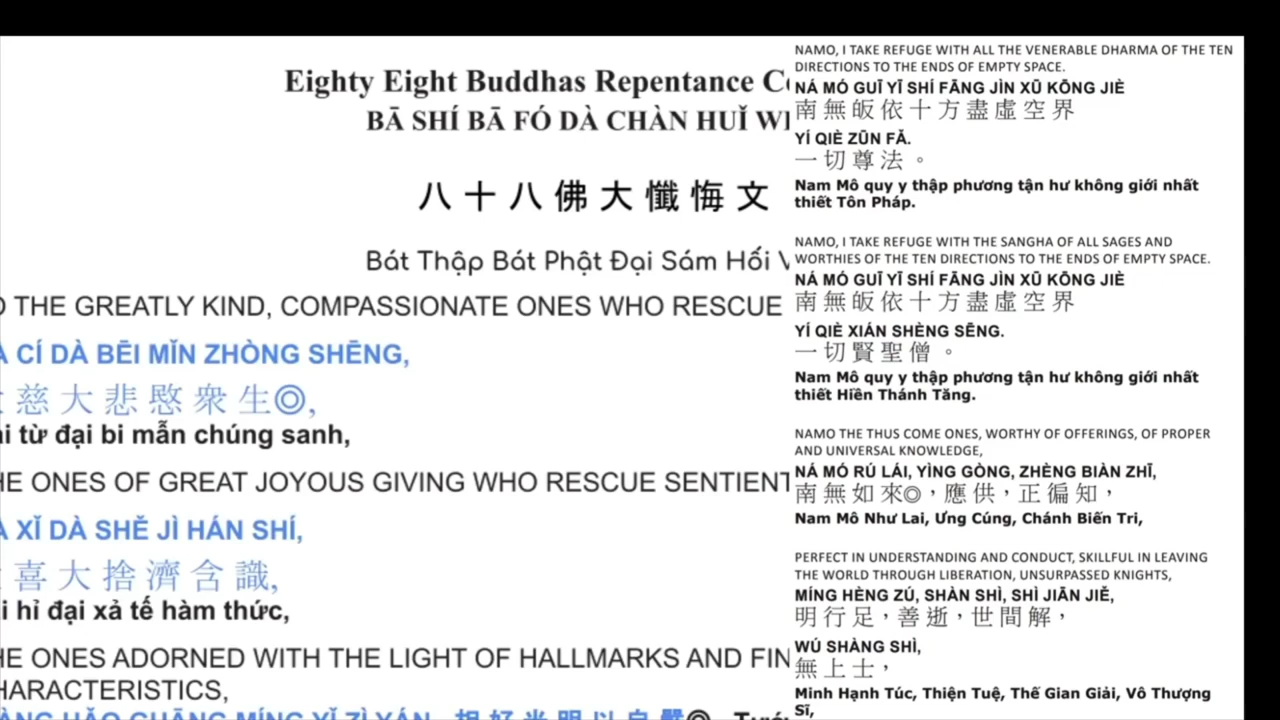 Eighty Eight Buddhas Repentance
BĀ SHÍ BĀ FÓ DÀ CHÀN HUǏ
八十八佛大懺悔文
Bát Thập Bát Phật Đại Sám Hối
THE GREATLY KIND, COMPASSIONATE ONES WHO RESCUE
CÍ DÀ BĒI MǏN ZHÒNG SHĒNG,
慈大悲愍衆生◎,
từ đại bi mẫn chúng sanh,
ONES OF GREAT JOYOUS GIVING WHO RESCUE SENTIENT
XǏ DÀ SHĚ JÌ HÁN SHÍ,
喜大捨濟含識,
hỉ đại xả tế hàm thức,
ONES ADORNED WITH THE LIGHT OF HALLMARKS AND
HARACTERISTICS,
NAMO, I TAKE REFUGE WITH ALL THE VENERABLE DHARMA OF THE TEN
DIRECTIONS TO THE ENDS OF EMPTY SPACE.
NÁ MÓ GUĪ YĪ SHÍ FĀNG JÌN XŪ KŌNG JIÈ
南無皈依十方盡虛空界
YÍ QIÈ ZŪN FǍ.
一切尊法。
Nam Mô quy y thập phương tận hư không giới nhất
thiết Tôn Pháp.
NAMO, I TAKE REFUGE WITH THE SANGHA OF ALL SAGES AND
WORTHIES OF THE TEN DIRECTIONS TO THE ENDS OF EMPTY SPACE.
NÁ MÓ GUĪ YĪ SHÍ FĀNG JÌN XŪ KŌNG JIÈ
南無皈依十方盡虛空界
YÍ QIÈ XIÁN SHÈNG SĒNG.
一切賢聖僧。
Nam Mô quy y thập phương tận hư không giới nhất
thiết Hiền Thánh Tăng.
NAMO THE THUS COME ONES, WORTHY OF OFFERINGS, OF PROPER
AND UNIVERSAL KNOWLEDGE,
NÁ MÓ RÚ LÁI, YÌNG GÒNG, ZHÈNG BIÀN ZHĪ,
南無如來◎，應供，正徧知，
Nam Mô Như Lai, Ưng Cúng, Chánh Biến Tri,
PERFECT IN UNDERSTANDING AND CONDUCT, SKILLFUL IN LEAVING
THE WORLD THROUGH LIBERATION, UNSURPASSED KNIGHTS,
MÍNG HÈNG ZÚ, SHÀN SHÌ, SHÌ JIĀN JIĚ,
明行足，善逝，世間解，
WÚ SHÀNG SHÌ,
無上士，
Minh Hạnh Túc, Thiện Tuệ, Thế Gian Giải, Vô Thượng
Sĩ,